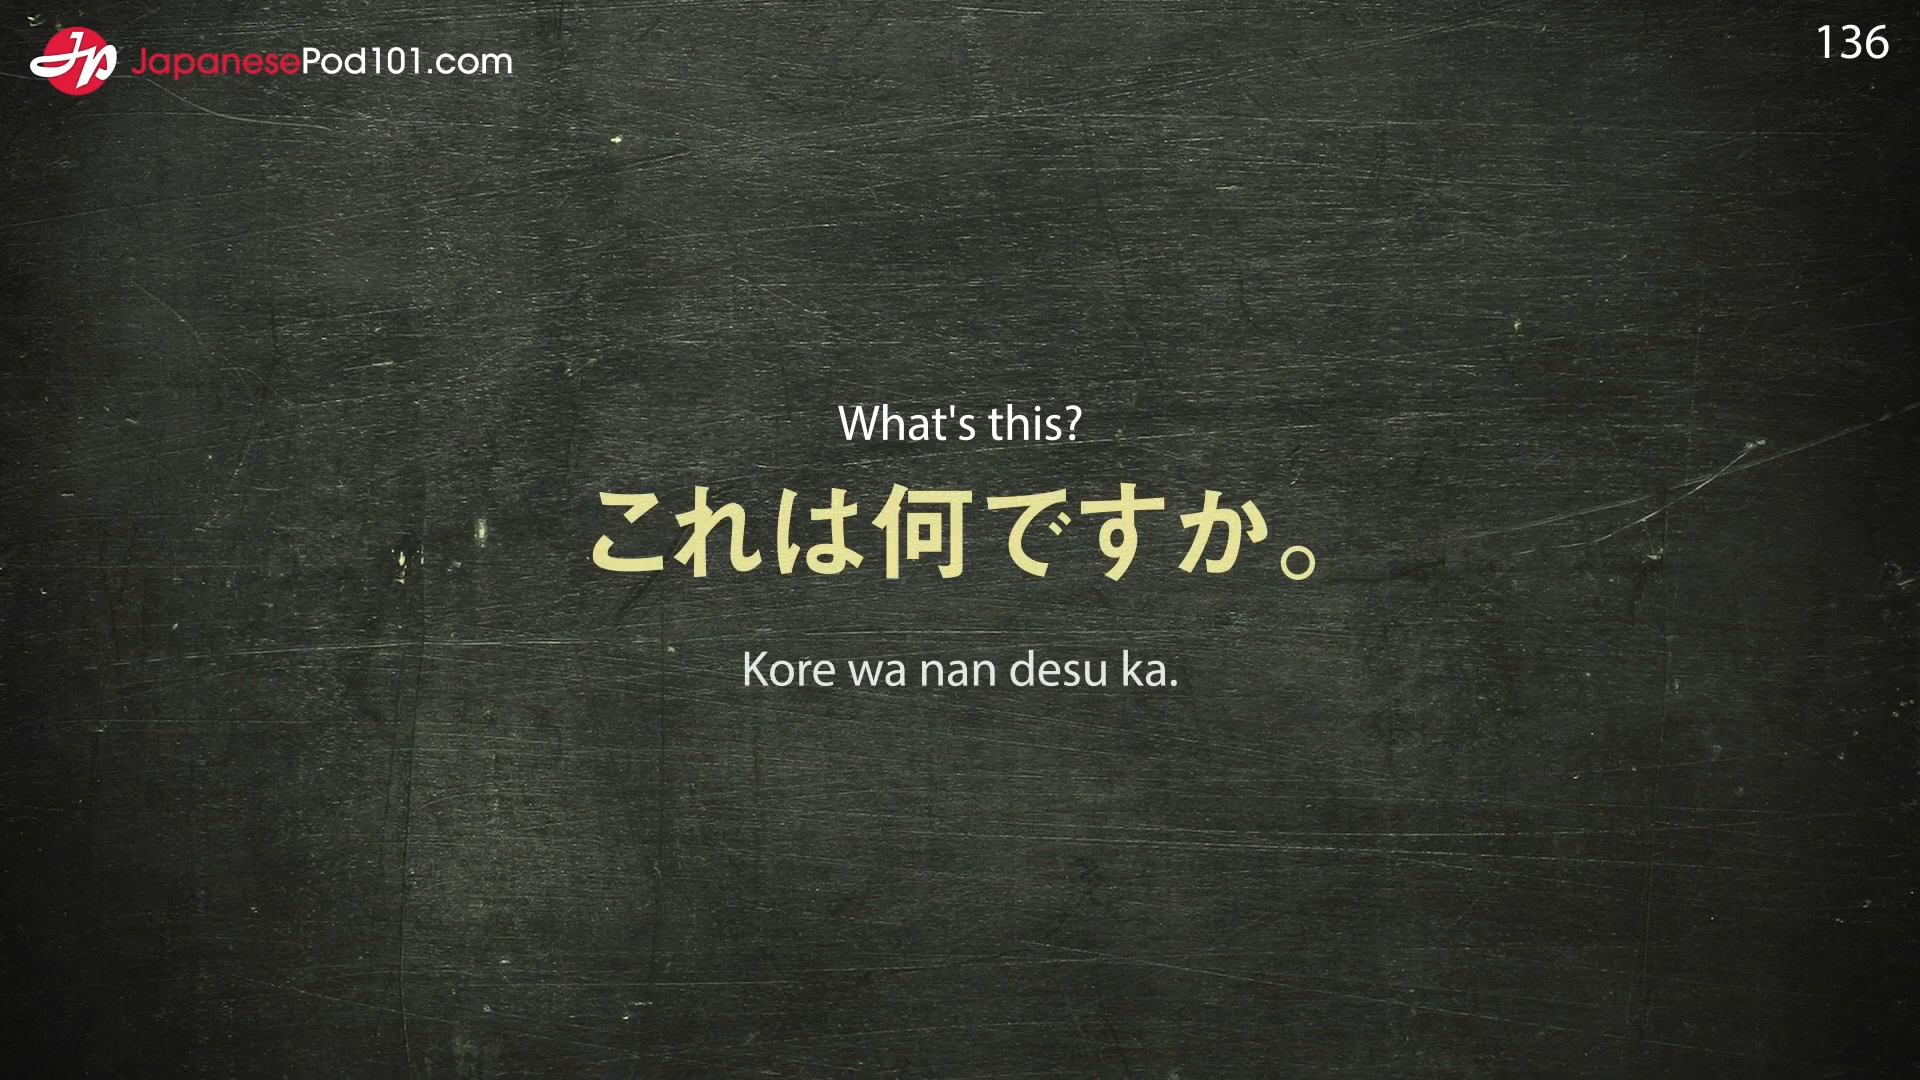 JapanesePod101.com
136
What's this?
これは何ですか。
Kore wa nan desu ka.